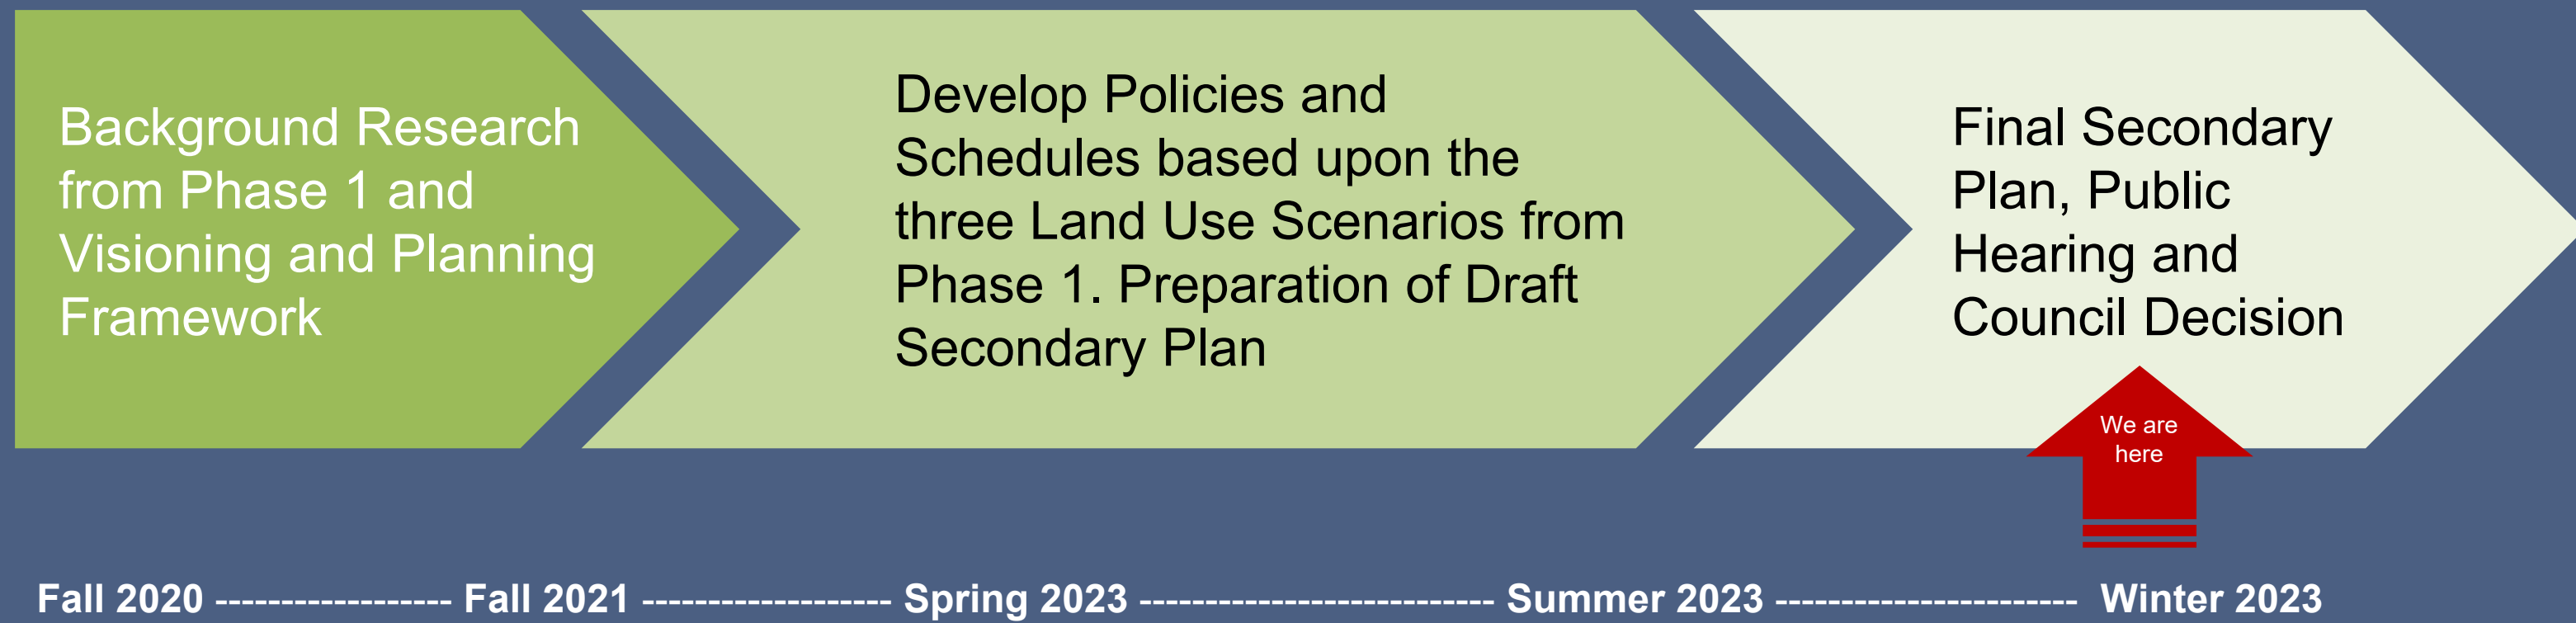 Background Research
from Phase 1 and
Visioning and Planning
Framework
Develop Policies and
Schedules based upon the
three Land Use Scenarios from
Phase 1. Preparation of Draft
Secondary Plan
Final Secondary
Plan, Public
Hearing and
Council Decision
We are
here
Fall 2020 ------------------ Fall 2021 ------------------- Spring 2023 --------------------------- Summer 2023 ----------------------- Winter 2023